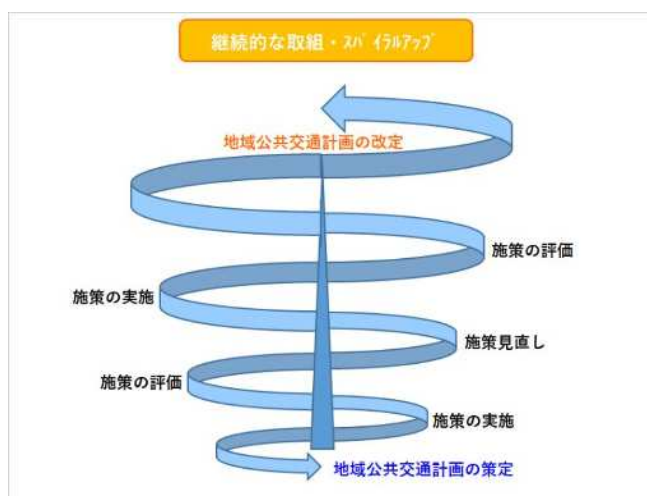 継続的な取組・ｽﾊﾟｲﾗﾙｱｯﾌﾟ
地域公共交通計画の改定
施策の評価
施策の実施
施策見直し
施策の評価
施策の実施
地域公共交通計画の策定